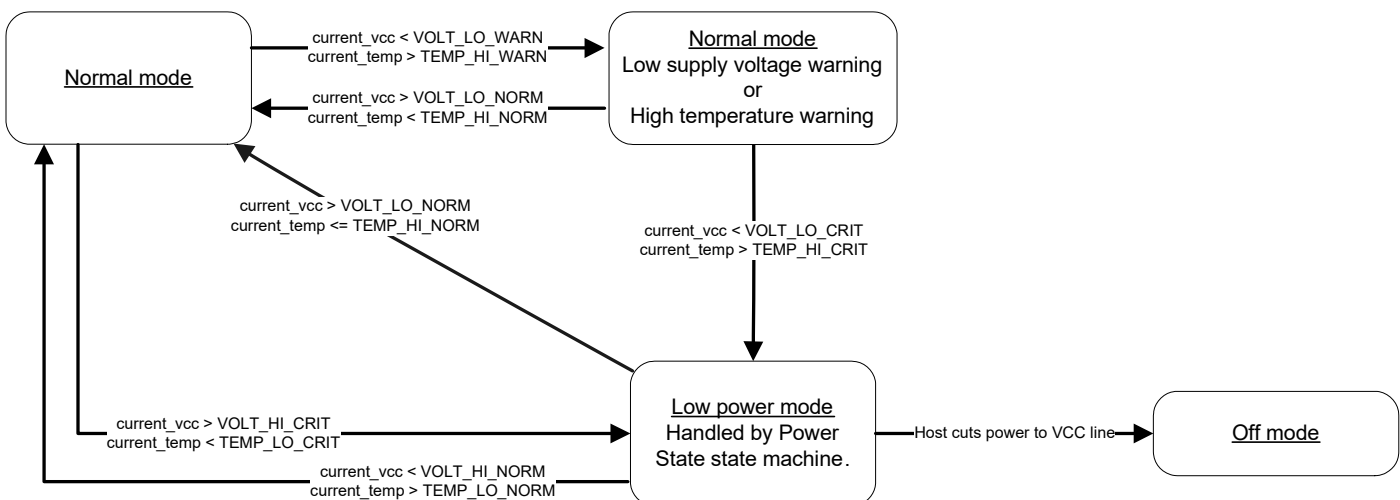 current_vcc < VOLT_LO_WARN
current_temp > TEMP_HI_WARN
Normal mode
Normal mode
Low supply voltage warning
or
High temperature warning
current_vcc > VOLT_LO_NORM
current_temp < TEMP_HI_NORM
current_vcc > VOLT_LO_NORM
current_temp <= TEMP_HI_NORM
current_vcc < VOLT_LO_CRIT
current_temp > TEMP_HI_CRIT
current_vcc > VOLT_HI_CRIT
current_temp < TEMP_LO_CRIT
Low power mode
Handled by Power
State state machine.
Host cuts power to VCC line
Off mode
current_vcc < VOLT_HI_NORM
current_temp > TEMP_LO_NORM